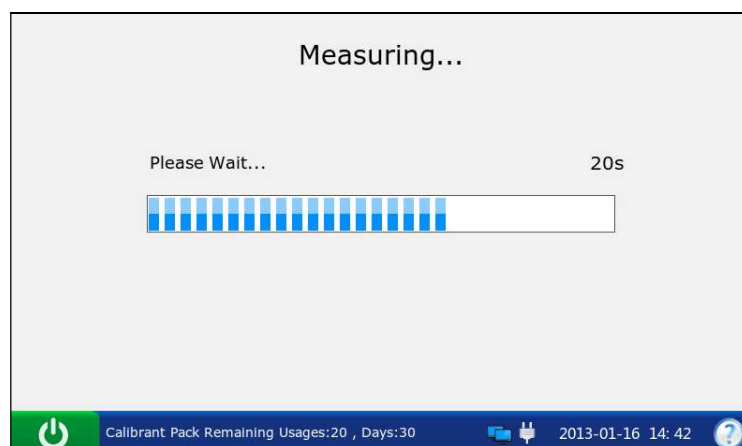 Measuring...
Please Wait... 20s
Calibrant Pack Remaining Usages:20 , Days:30 2013-01-16 14: 42 ?